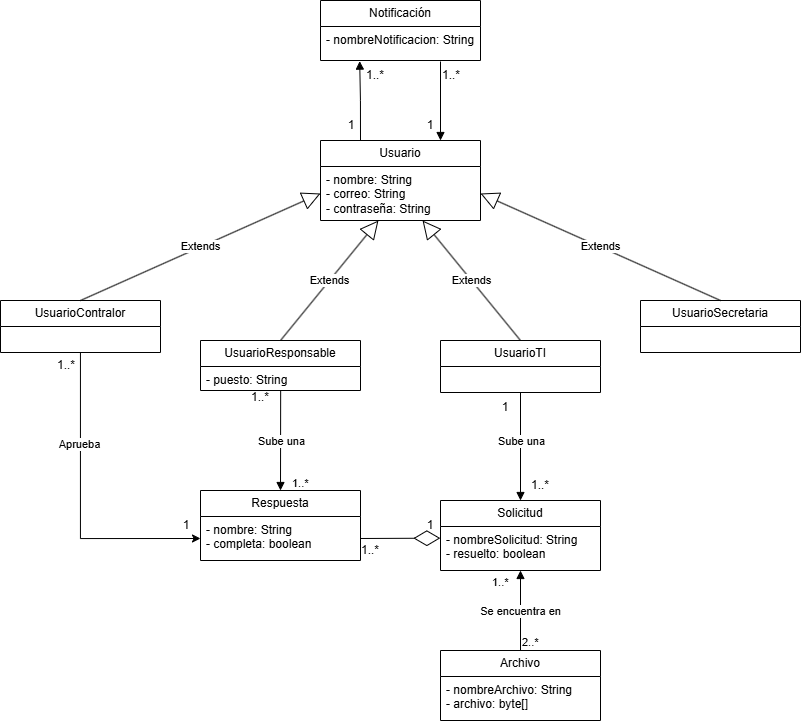 Notificación
- nombreNotificacion: String
1..*
1..*
1
1
Usuario
- nombre: String
- correo: String
- contraseña: String
Extends
Extends
Extends
Extends
UsuarioContralor
UsuarioResponsable
- puesto: String
UsuarioTI
UsuarioSecretaria
1..*
1..*
1
Aprueba
Sube una
Sube una
1..*
1..*
1
Respuesta
- nombre: String
- completa: boolean
1..*
1
Solicitud
- nombreSolicitud: String
- resuelto: boolean
1..*
Se encuentra en
2..*
Archivo
- nombreArchivo: String
- archivo: byte[]